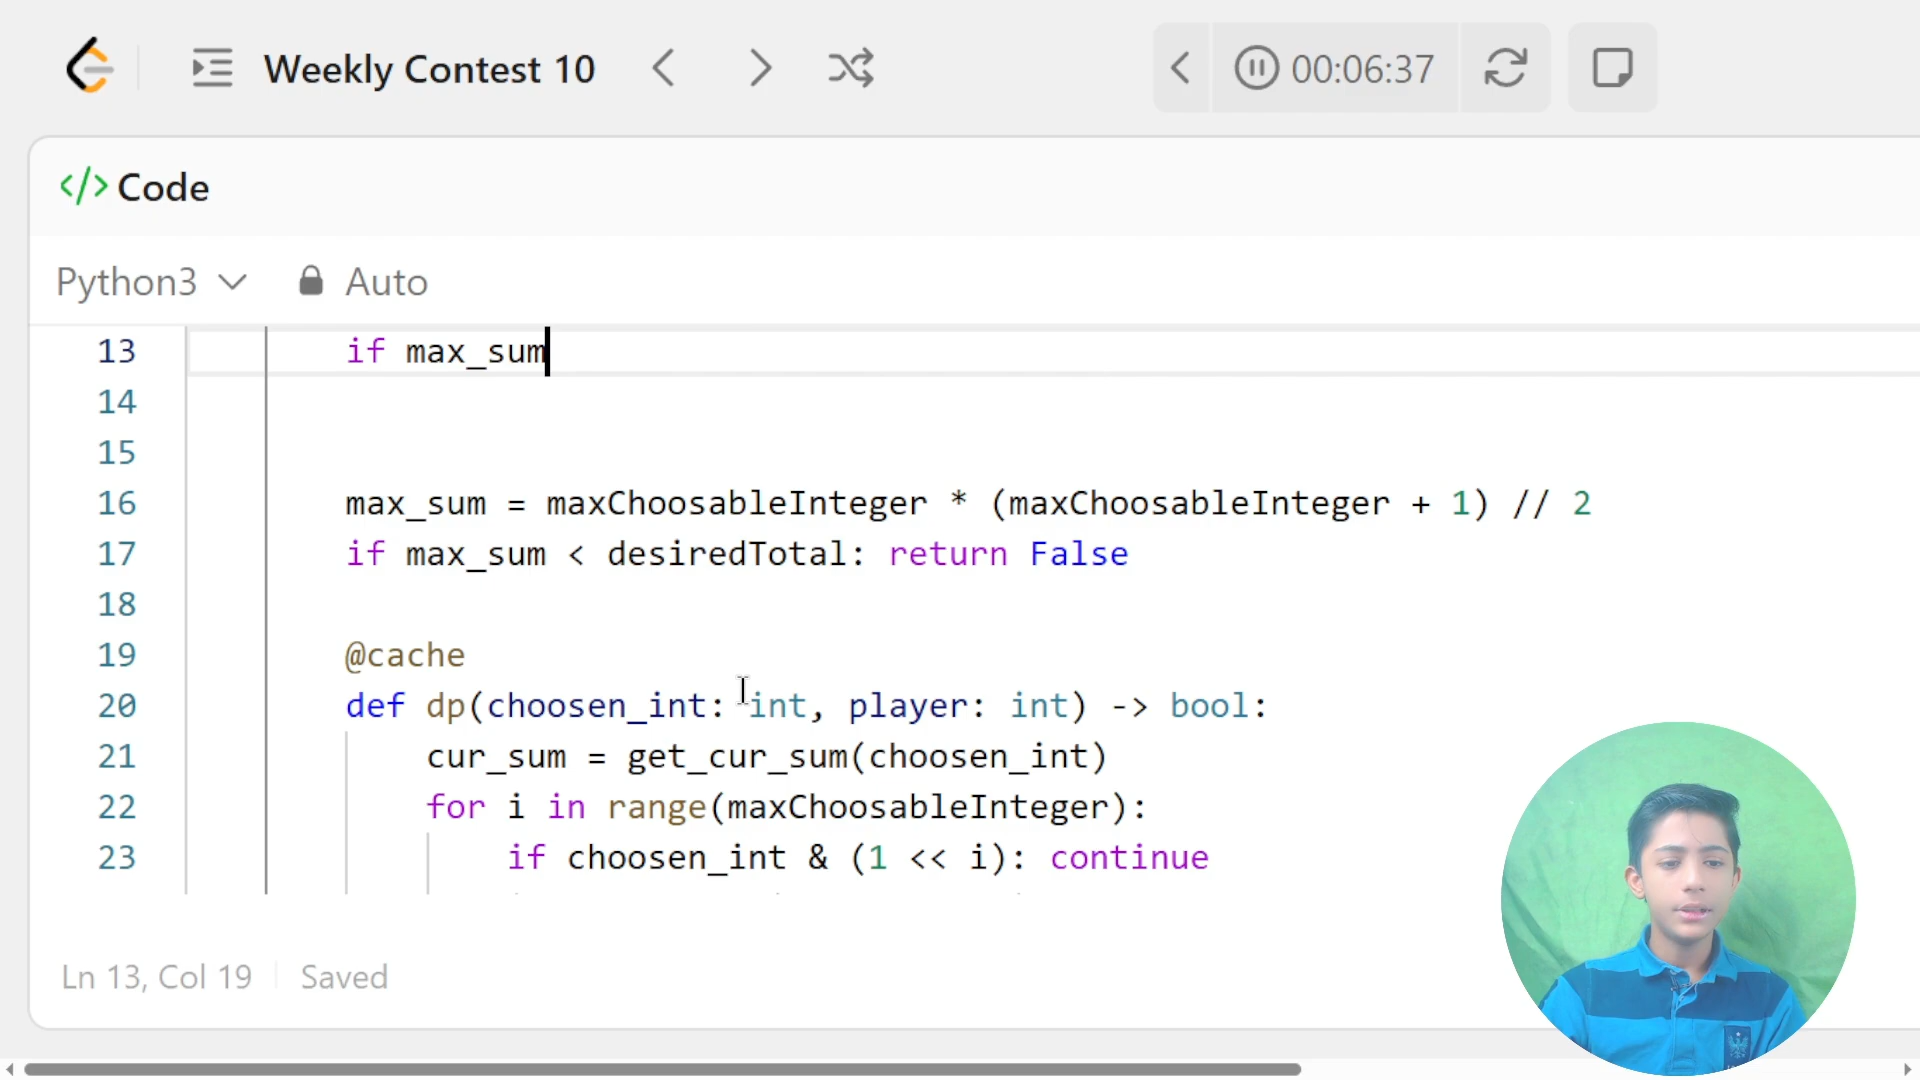 Weekly Contest 10
00:06:37
</> Code
Python3 Auto
13 if max_sum
14
15
16 max_sum = maxChoosableInteger * (maxChoosableInteger + 1) // 2
17 if max_sum < desiredTotal: return False
18
19 @cache
20 def dp(choosen_int: int, player: int) -> bool:
21 cur_sum = get_cur_sum(choosen_int)
22 for i in range(maxChoosableInteger):
23 if choosen_int & (1 << i): continue
Ln 13, Col 19 Saved